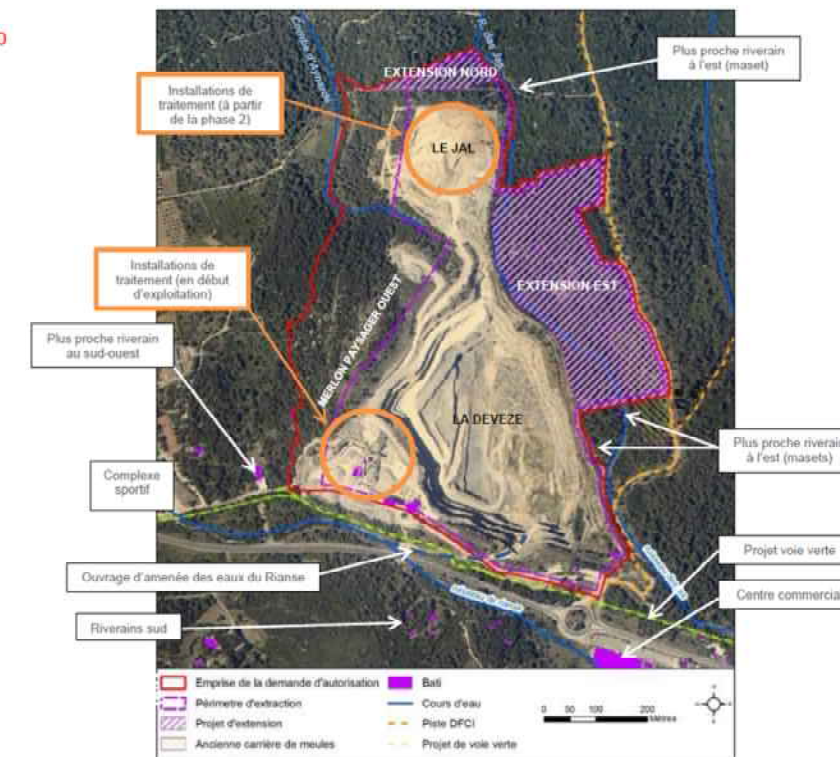 EXTENSION NORD
Plus proche riverain
à l'est (maset)
Installations de
traitement (à partir
de la phase 2)
LE JAL
Installations de
traitement (en début
d'exploitation)
MERLON PAYSAGER OUEST
EXTENSION EST
Plus proche riverain
au sud-ouest
LA DEVEZE
Plus proche riverain
à l'est (masets)
Complexe
sportif
Projet voie verte
Ouvrage d'amenée des eaux du Rianse
Centre commercia
Riverains sud
Emprise de la demande d'autorisation
Bati
Périmetre d'extraction
Cours d'eau
Projet d'extension
Piste DFCI
Ancienne carrière de meules
Projet de voie verte
0 50 100 200
Mètres